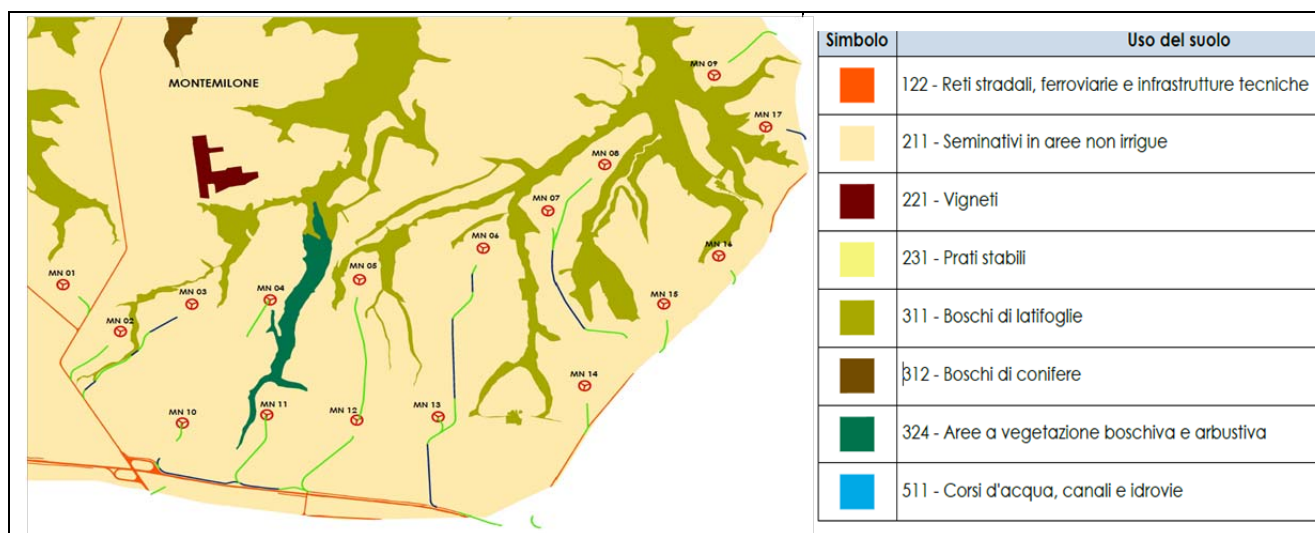 MONTEMILONE
MN 09
MN 17
MN 08
MN 07
MN 06
MN 16
MN 05
MN 01
MN 03
MN 04
MN 15
MN 02
MN 14
MN 10
MN 11
MN 12
MN 13
Simbolo Uso del suolo
122 - Reti stradali, ferroviarie e infrastrutture tecniche
211 - Seminativi in aree non irrigue
221 - Vigneti
231 - Prati stabili
311 - Boschi di latifoglie
312 - Boschi di conifere
324 - Aree a vegetazione boschiva e arbustiva
511 - Corsi d'acqua, canali e idrovie